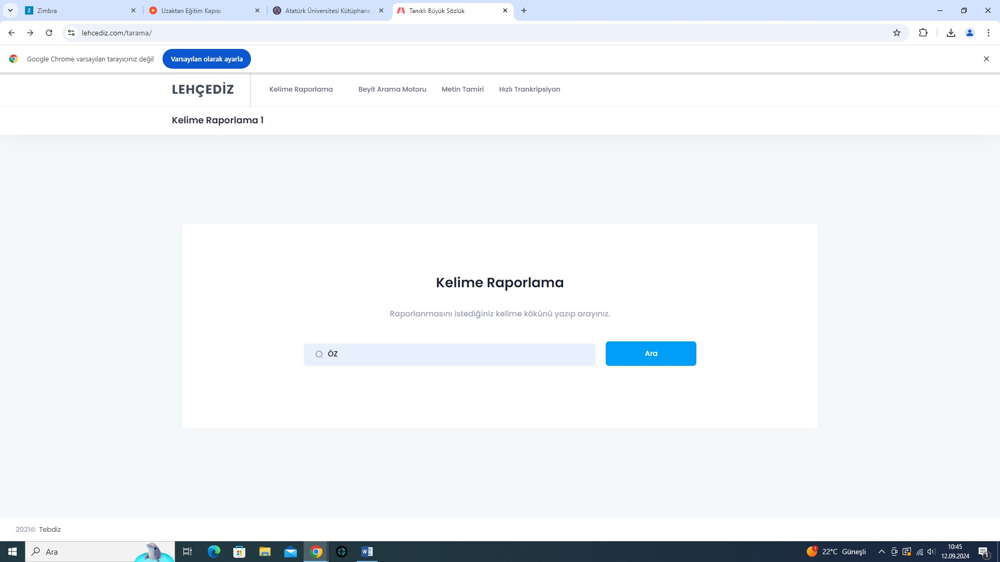 Zimbra
Uzaktan Eğitim Kapısı
Atatürk Üniversitesi Kütüphane
Tanıklı Büyük Sözlük
lehcediz.com/tarama/
Google Chrome varsayılan tarayıcınız değil
Varsayılan olarak ayarla
LEHÇEDİZ
Kelime Raporlama
Beyit Arama Motoru
Metin Tamiri
Hızlı Trankripsiyon
Kelime Raporlama 1
Kelime Raporlama
Raporlanmasını istediğiniz kelime kökünü yazıp arayınız.
ÖZ
Ara
2021© Tebdiz
Ara
1
22°C Güneşli
10:45
12.09.2024
1